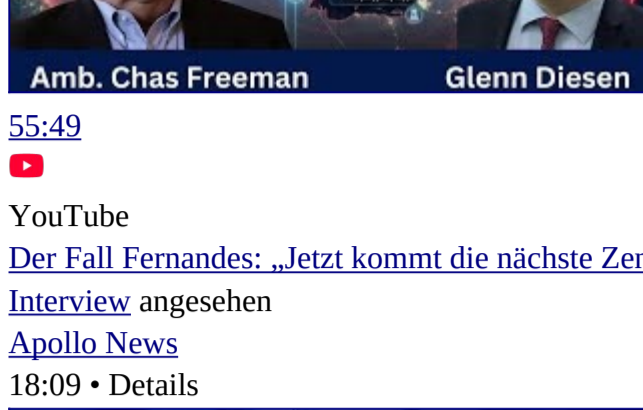 Amb. Chas Freeman Glenn Diesen
55:49
YouTube
Der Fall Fernandes: „Jetzt kommt die nächste
Interview angesehen
Apollo News
18:09 • Details